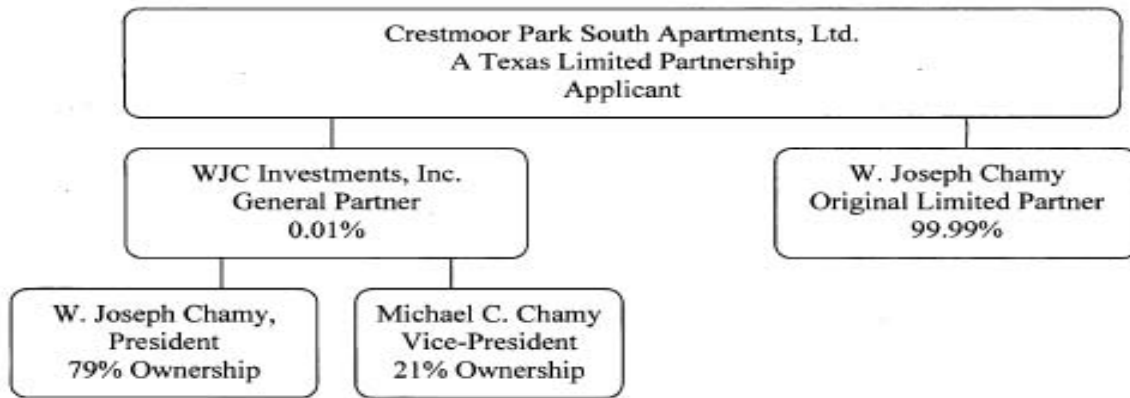 Crestmoor Park South Apartments, Ltd.
A Texas Limited Partnership
Applicant
WJC Investments, Inc.
General Partner
0.01%
W. Joseph Chamy
Original Limited Partner
99.99%
W. Joseph Chamy,
President
79% Ownership
Michael C. Chamy
Vice-President
21% Ownership